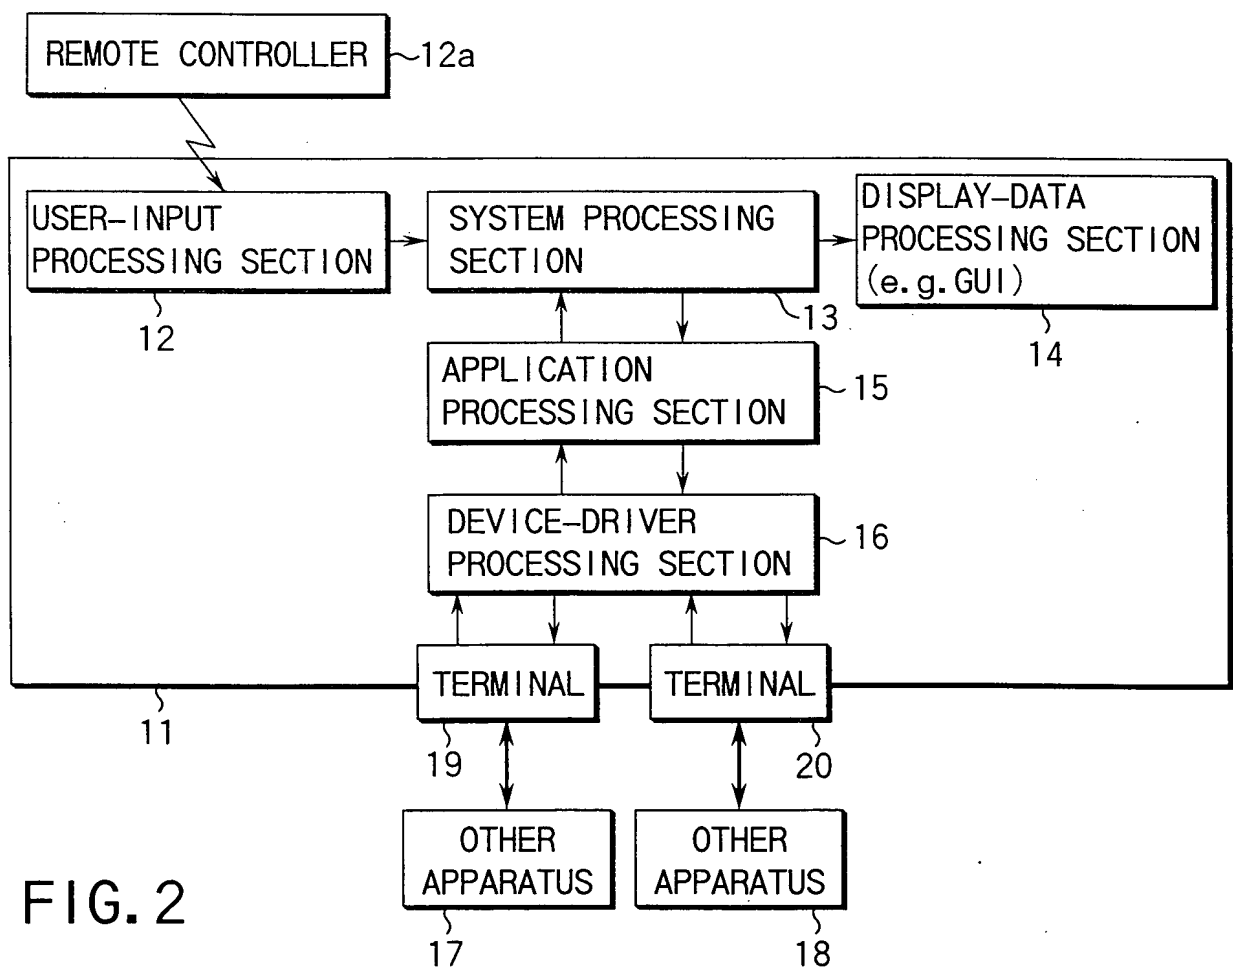 REMOTE CONTROLLER
12a
USER-INPUT
PROCESSING SECTION
12
SYSTEM PROCESSING
SECTION
13
DISPLAY-DATA
PROCESSING SECTION
(e.g.GUI)
14
APPLICATION
PROCESSING SECTION
15
DEVICE-DRIVER
PROCESSING SECTION
16
TERMINAL
19
TERMINAL
20
11
OTHER
APPARATUS
17
OTHER
APPARATUS
18
FIG.2